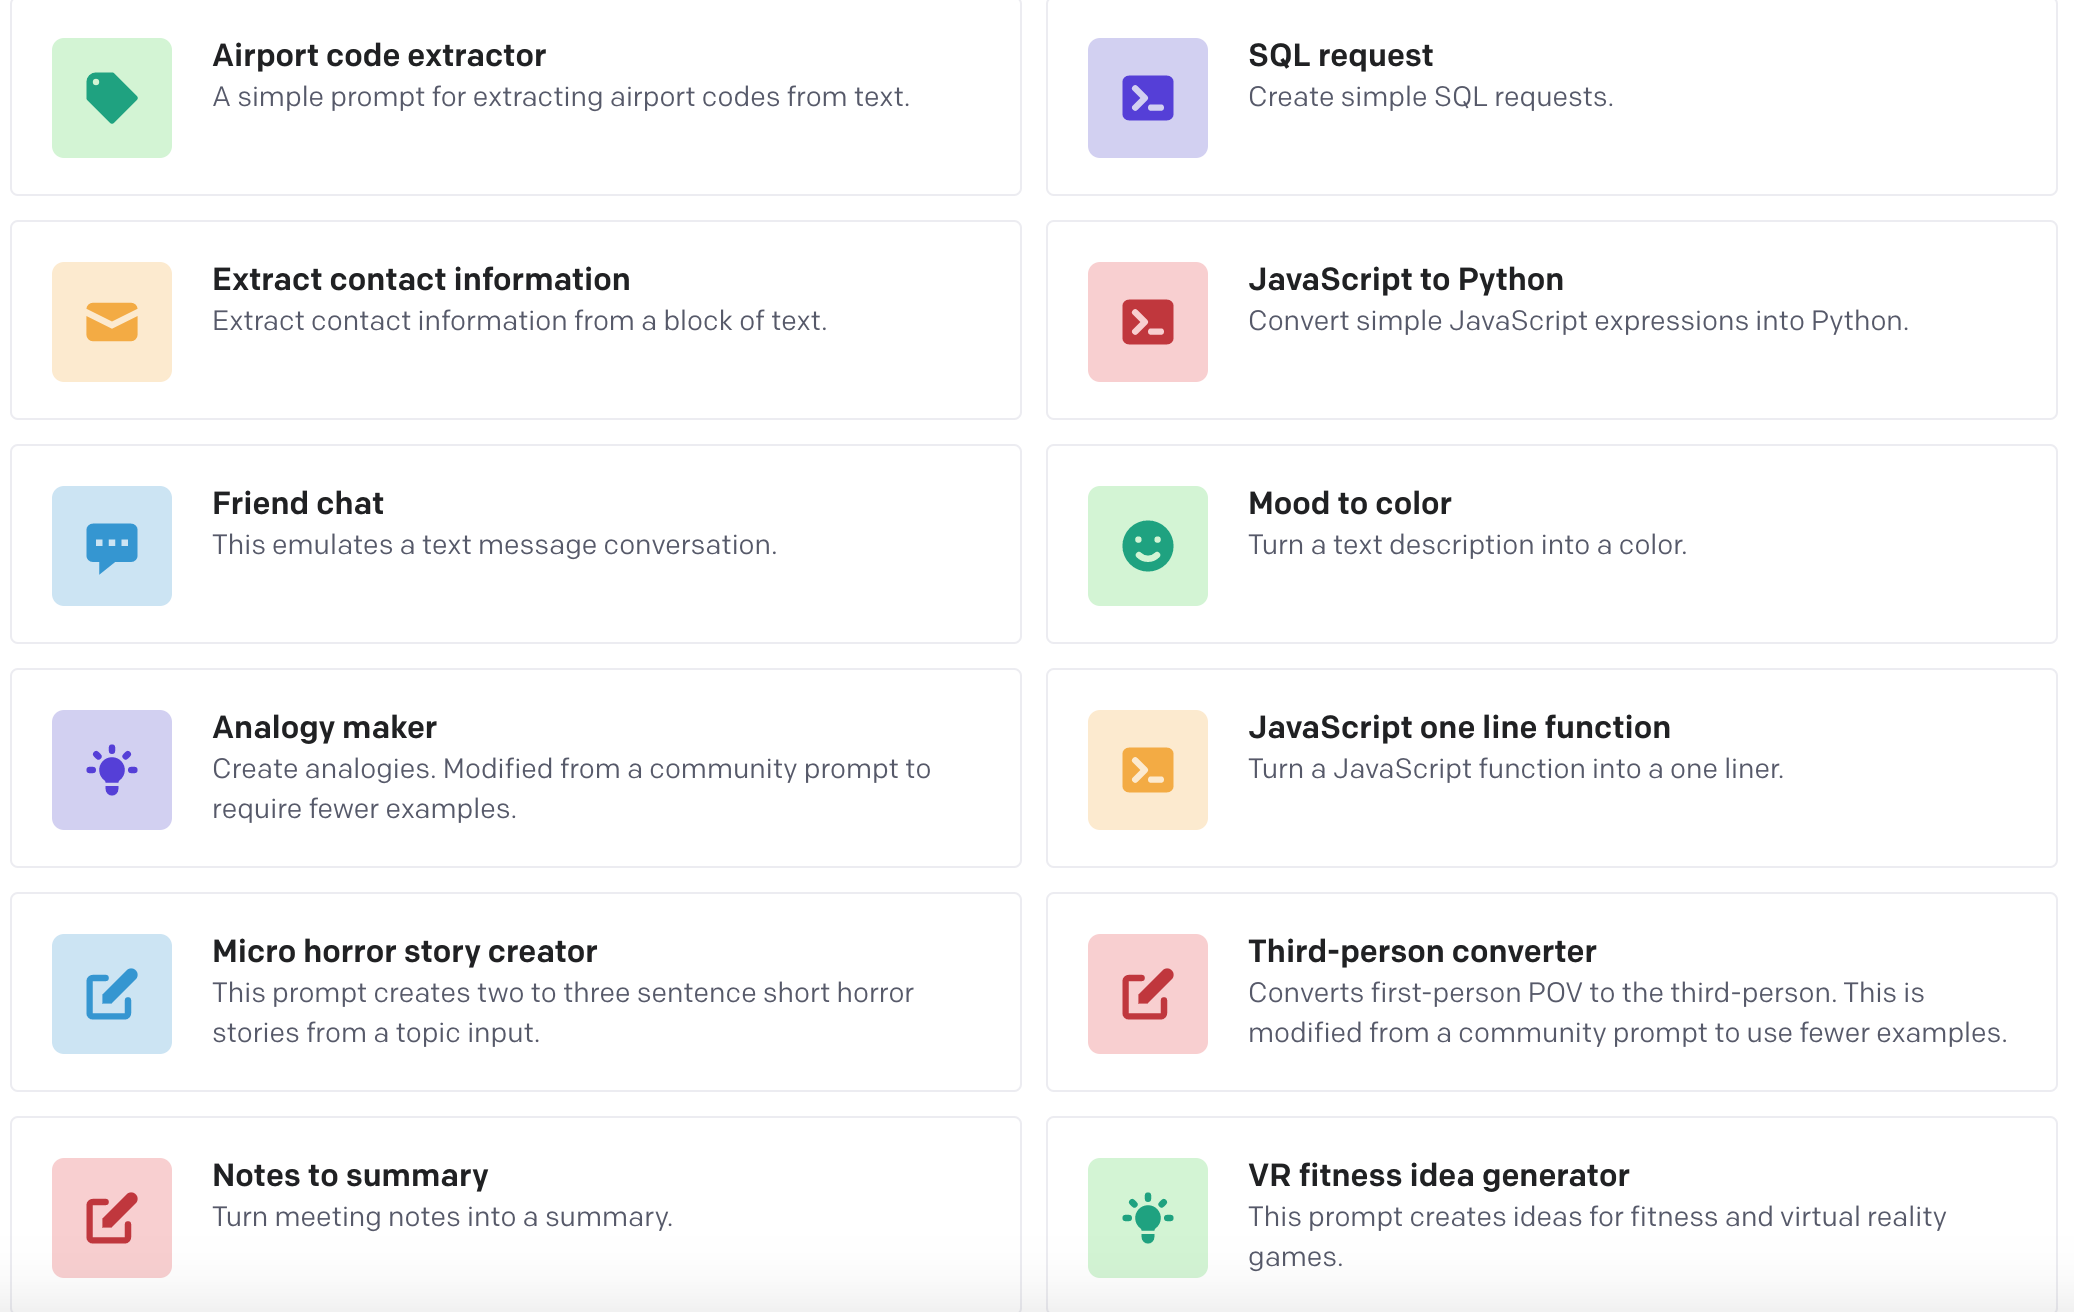 Airport code extractor
A simple prompt for extracting airport codes from text.
SQL request
Create simple SQL requests.
Extract contact information
Extract contact information from a block of text.
JavaScript to Python
Convert simple JavaScript expressions into Python.
Friend chat
This emulates a text message conversation.
Mood to color
Turn a text description into a color.
Analogy maker
Create analogies. Modified from a community prompt to
require fewer examples.
JavaScript one line function
Turn a JavaScript function into a one liner.
Micro horror story creator
This prompt creates two to three sentence short horror
stories from a topic input.
Third-person converter
Converts first-person POV to the third-person. This is
modified from a community prompt to use fewer examples.
Notes to summary
Turn meeting notes into a summary.
VR fitness idea generator
This prompt creates ideas for fitness and virtual reality
games.